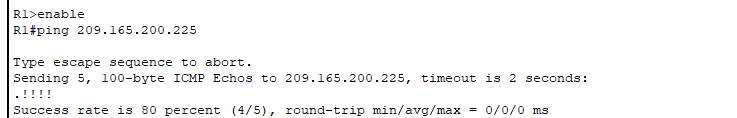 R1>enable
R1#ping 209.165.200.225
Type escape sequence to abort.
Sending 5, 100-byte ICMP Echos to 209.165.200.225, timeout is 2 seconds:
.!!!!
Success rate is 80 percent (4/5), round-trip min/avg/max = 0/0/0 ms